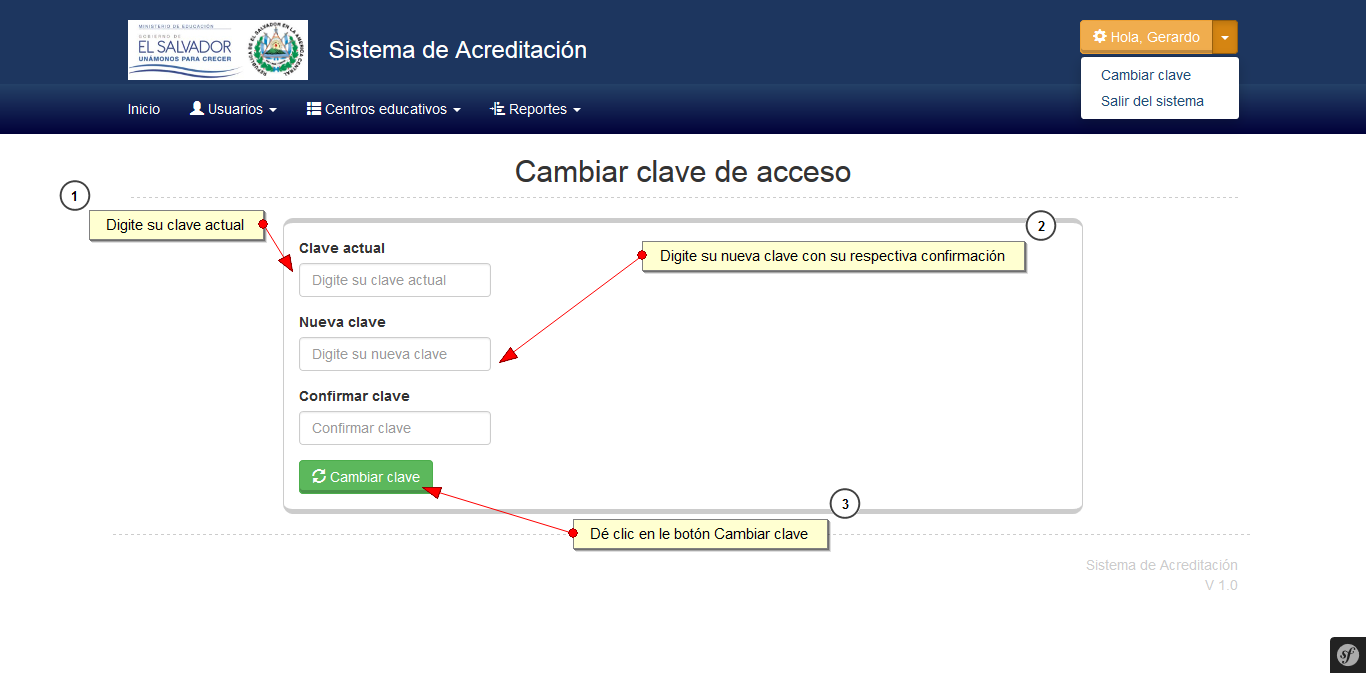 MINISTERIO DE EDUCACIÓN
GOBIERNO DE
EL SALVADOR
UNÁMONOS PARA CRECER
REPÚBLICA DE EL SALVADOR EN LA AMÉRICA CENTRAL
Sistema de Acreditación
Hola, Gerardo
Cambiar clave
Salir del sistema
Inicio
Usuarios
Centros educativos
Reportes
Cambiar clave de acceso
1
Digite su clave actual
2
Digite su nueva clave con su respectiva confirmación
Clave actual
Digite su clave actual
Nueva clave
Digite su nueva clave
Confirmar clave
Confirmar clave
Cambiar clave
3
Dé clic en le botón Cambiar clave
Sistema de Acreditación
V 1.0
sf